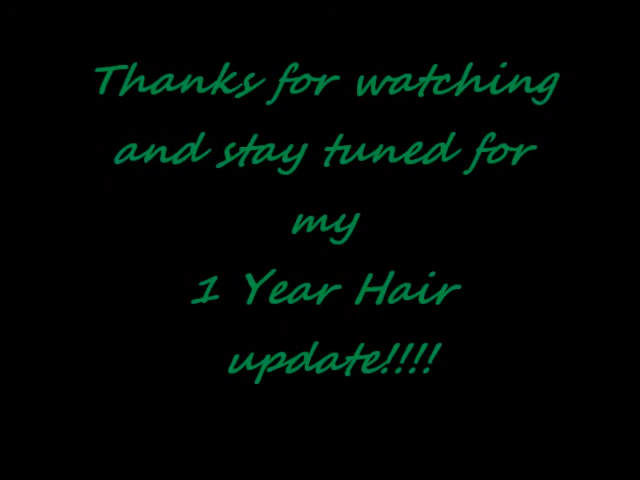 Thanks for watching
and stay tuned for
my
1 Year Hair
update!!!!